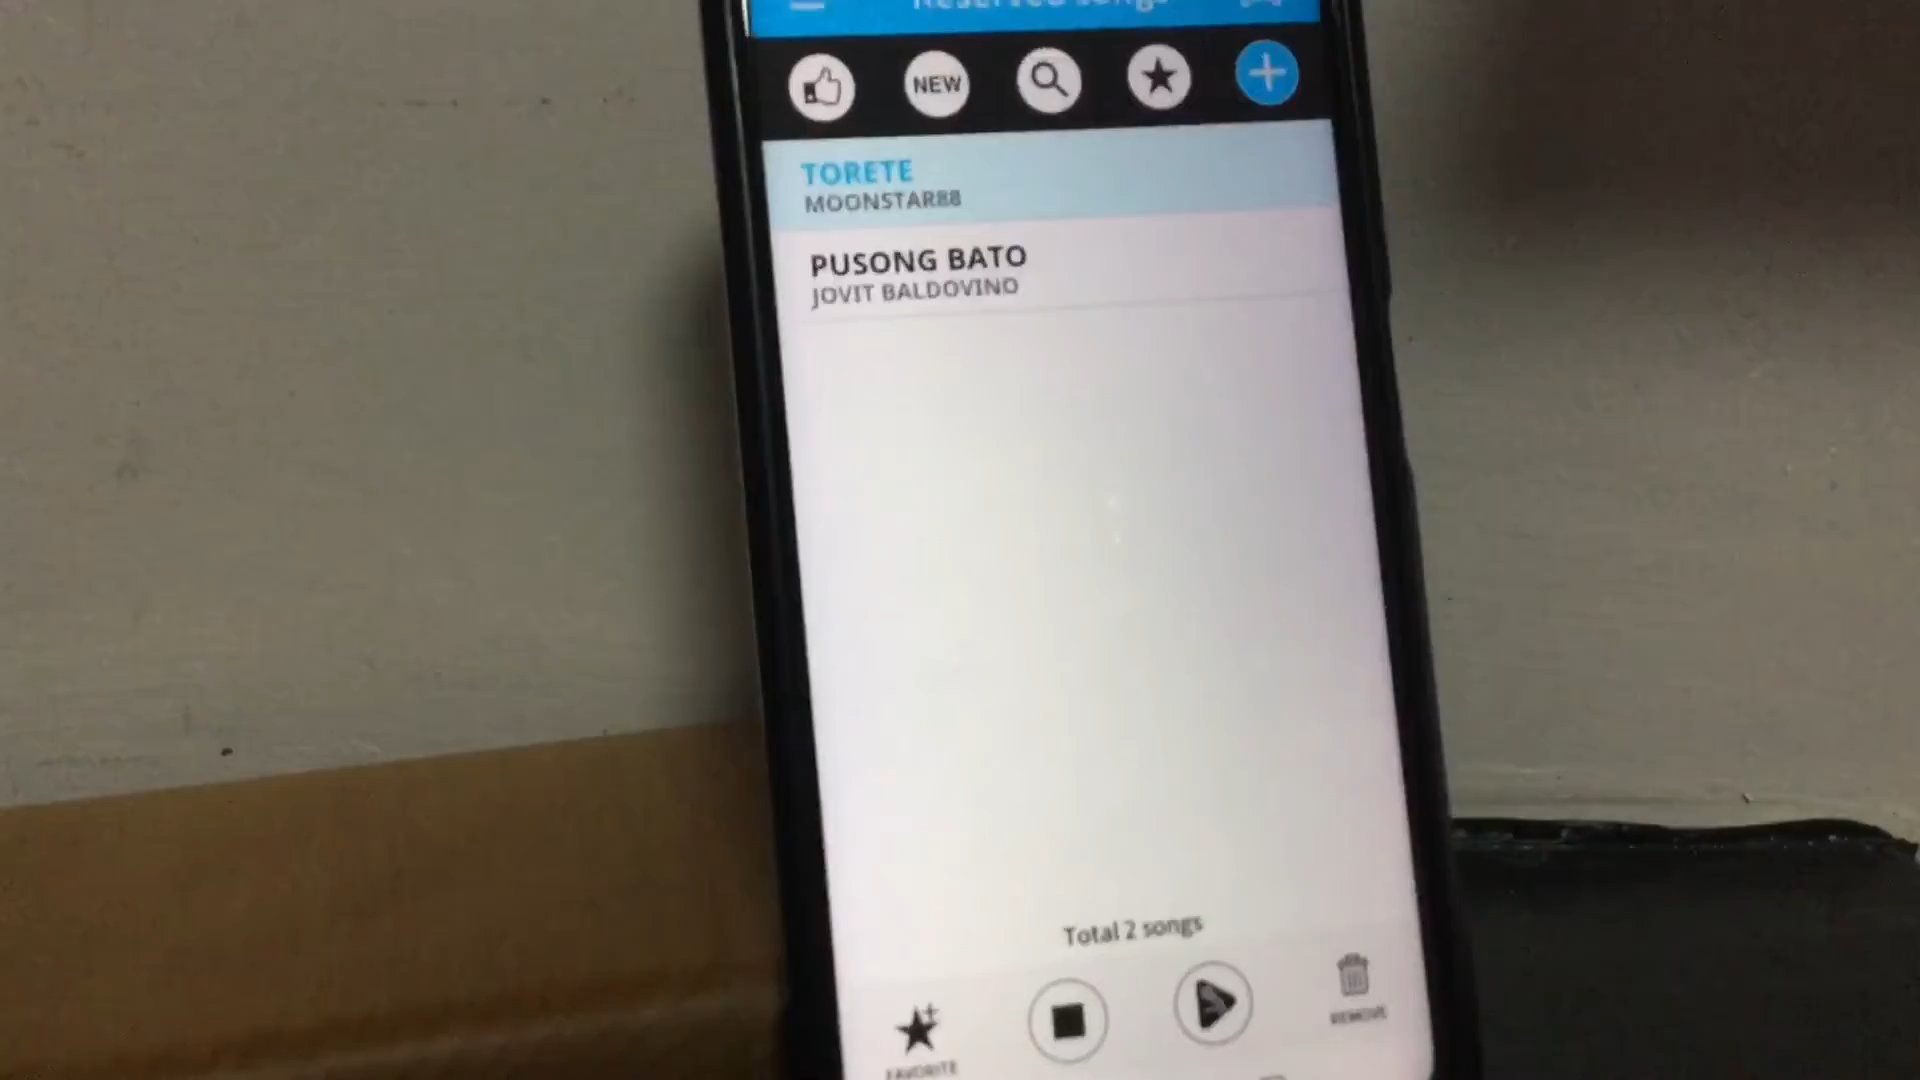 Reserved songs
NEW
TORETE
MOONSTAR88
PUSONG BATO
JOVIT BALDOVINO
Total 2 songs
FAVORITE
REMOVE